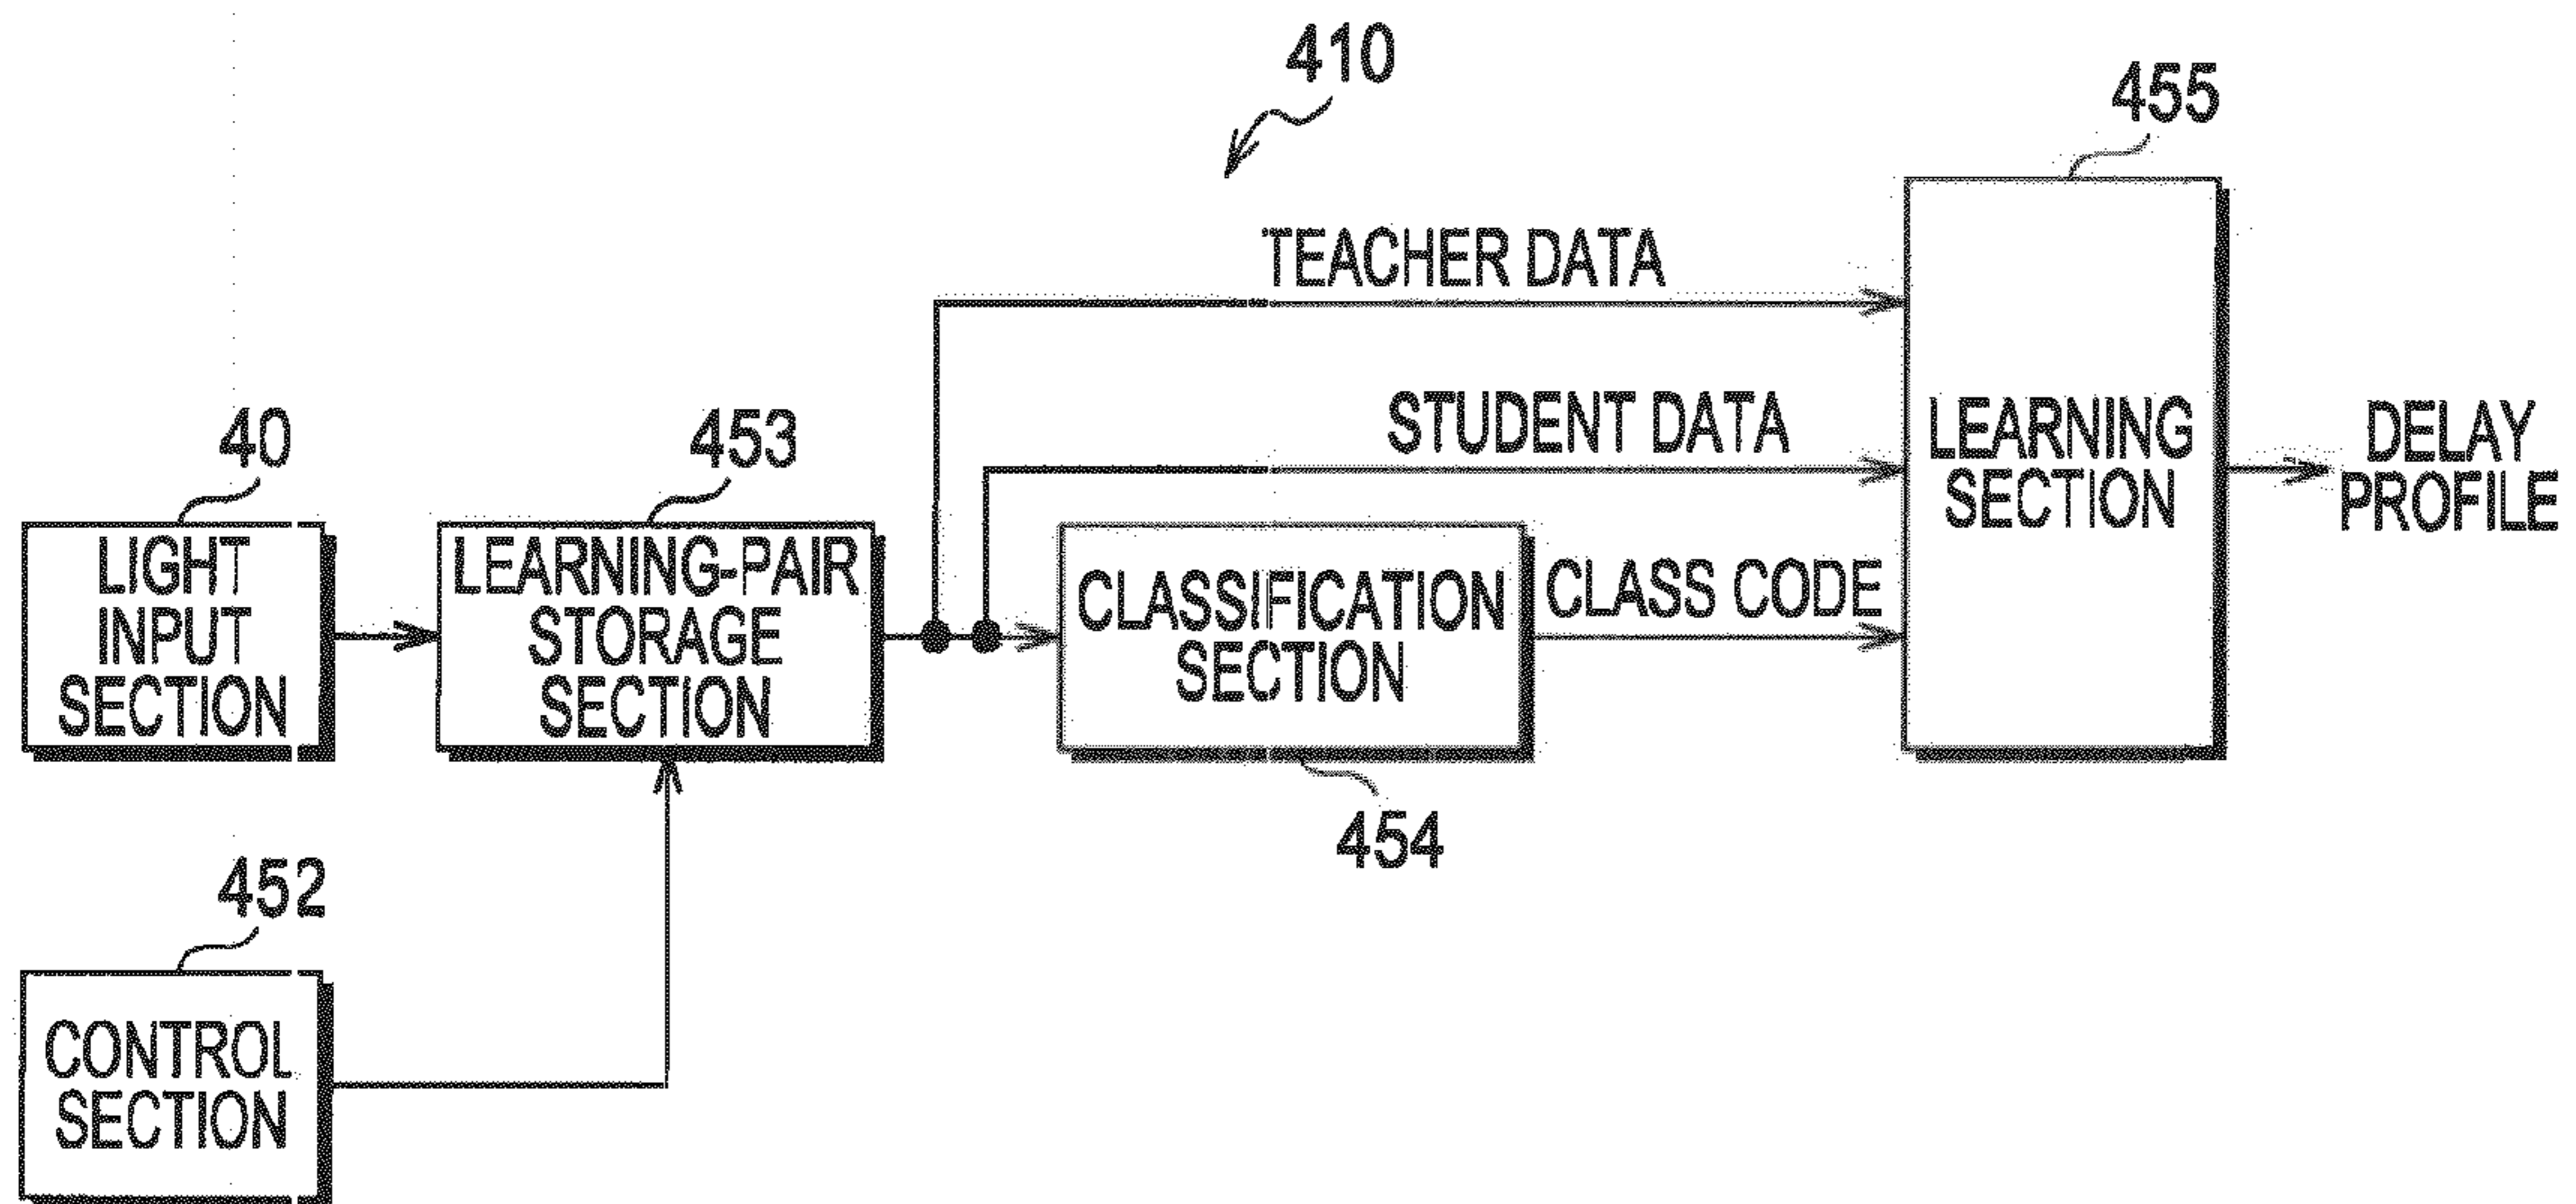 410
455
TEACHER DATA
STUDENT DATA
40
453
LIGHT
INPUT
SECTION
LEARNING-PAIR
STORAGE
SECTION
CLASSIFICATION
SECTION
CLASS CODE
LEARNING
SECTION
DELAY
PROFILE
454
452
CONTROL
SECTION